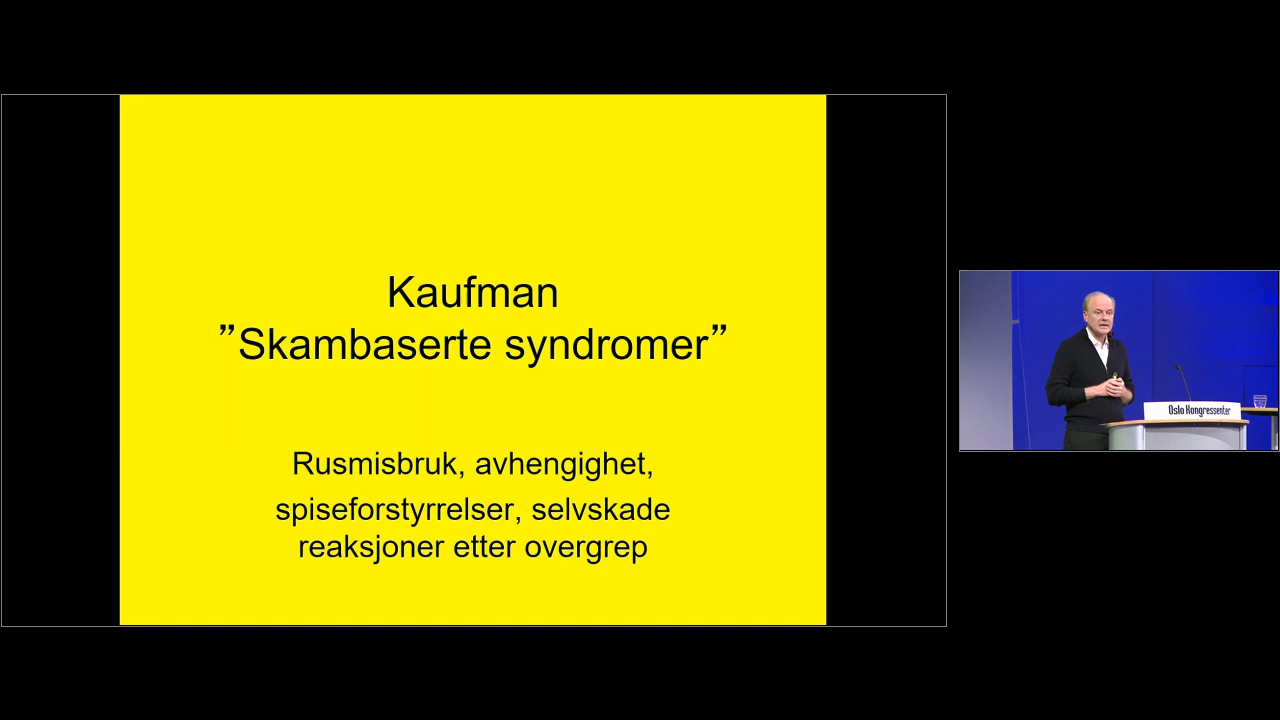 Kaufman
”Skambaserte syndromer”
Rusmisbruk, avhengighet,
spiseforstyrrelser, selvskade
reaksjoner etter overgrep
Oslo Kongressenter